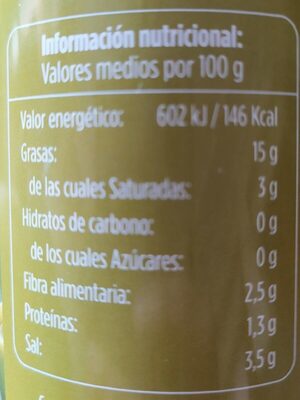 Información nutricional:
Valores medios por 100 g
Valor energético: 602 kJ / 146 Kcal
Grasas: 15 g
de las cuales Saturadas: 3 g
Hidratos de carbono: 0 g
de los cuales Azúcares: 0 g
Fibra alimentaria: 2,5 g
Proteínas: 1,3 g
Sal: 3,5 g